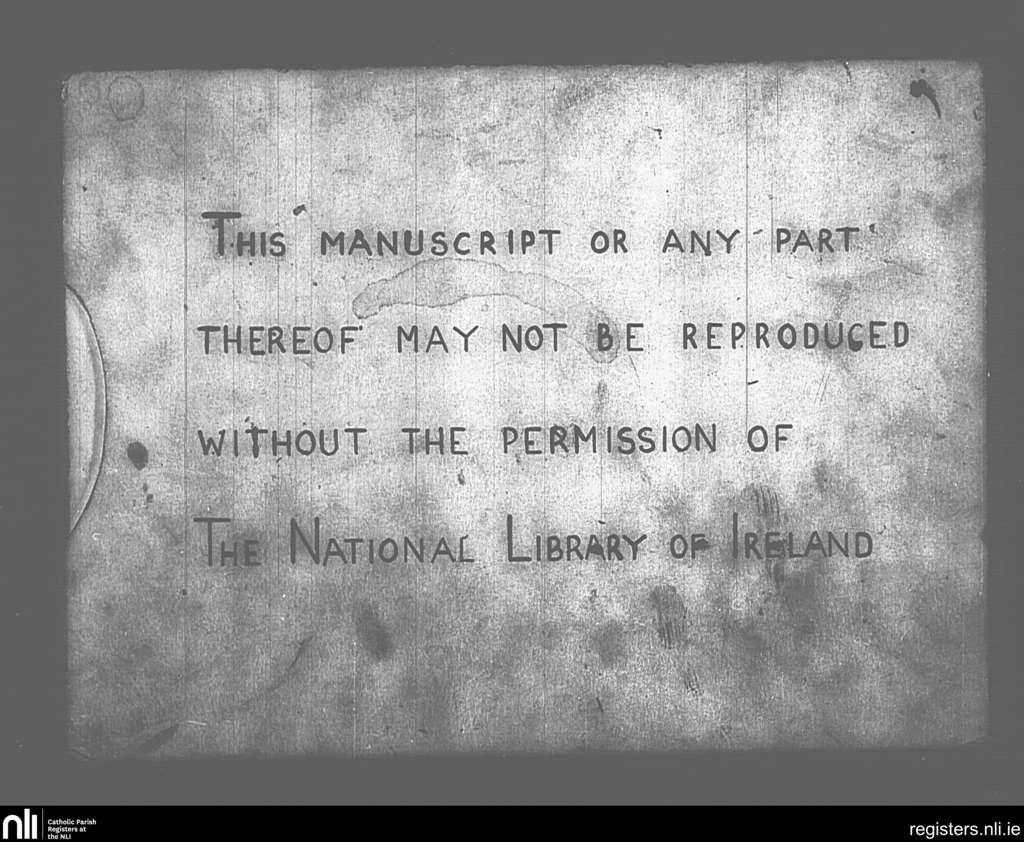 THIS MANUSCRIPT OR ANY PART
THEREOF MAY NOT BE REPRODUCED
WITHOUT THE PERMISSION OF
THE NATIONAL LIBRARY OF IRELAND
nli
Catholic Parish
Registers at
the NLI
registers.nli.ie